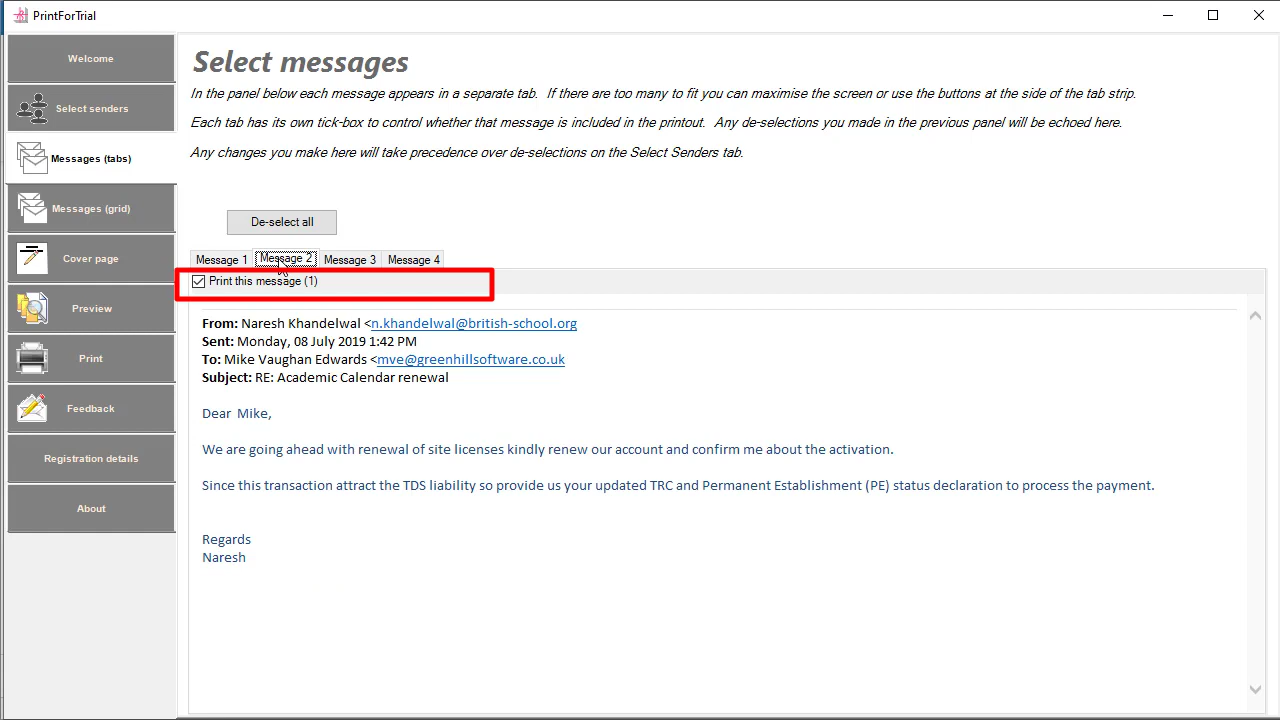 PrintForTrial
Welcome
Select senders
Messages (tabs)
Messages (grid)
Cover page
Preview
Print
Feedback
Registration details
About
Select messages
In the panel below each message appears in a separate tab. If there are too many to fit you can maximise the screen or use the buttons at the side of the tab strip.
Each tab has its own tick-box to control whether that message is included in the printout. Any de-selections you made in the previous panel will be echoed here.
Any changes you make here will take precedence over de-selections on the Select Senders tab.
De-select all
Message 1 Message 2 Message 3 Message 4
Print this message (1)
From: Naresh Khandelwal <n.khandelwal@british-school.org
Sent: Monday, 08 July 2019 1:42 PM
To: Mike Vaughan Edwards <mve@greenhillsoftware.co.uk
Subject: RE: Academic Calendar renewal
Dear Mike,
We are going ahead with renewal of site licenses kindly renew our account and confirm me about the activation.
Since this transaction attract the TDS liability so provide us your updated TRC and Permanent Establishment (PE) status declaration to process the payment.
Regards
Naresh